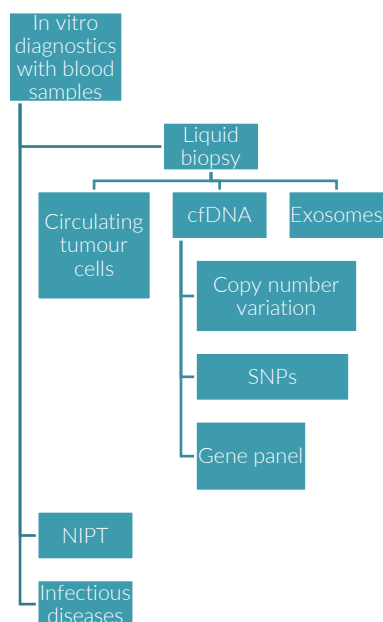 In vitro
diagnostics
with blood
samples
Liquid
biopsy
Circulating
tumour
cells
cfDNA
Exosomes
Copy number
variation
SNPs
Gene panel
NIPT
Infectious
diseases